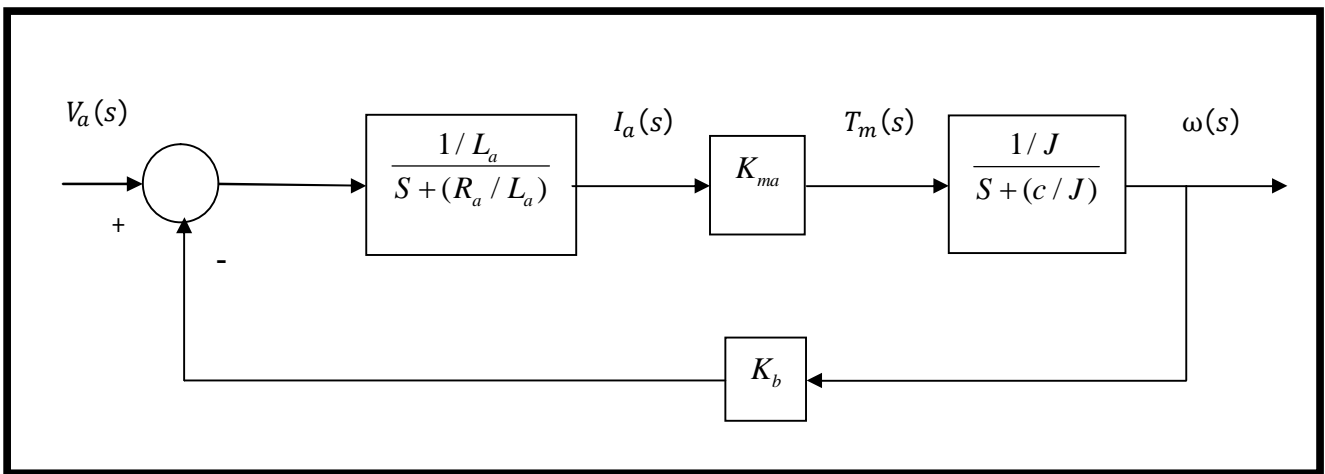 V_a(s)
+
-
1 / L_a
S + (R_a / L_a)
I_a(s)
K_ma
T_m(s)
1 / J
S + (c / J)
ω(s)
K_b